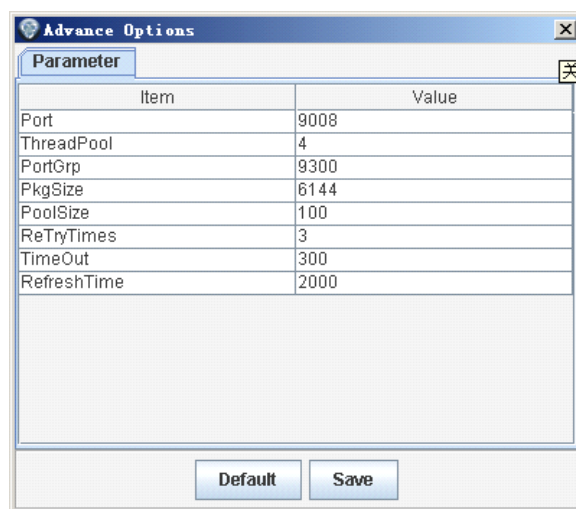 Advance Options
Parameter
关
Item Value
Port 9008
ThreadPool 4
PortGrp 9300
PkgSize 6144
PoolSize 100
ReTryTimes 3
TimeOut 300
RefreshTime 2000
Default Save